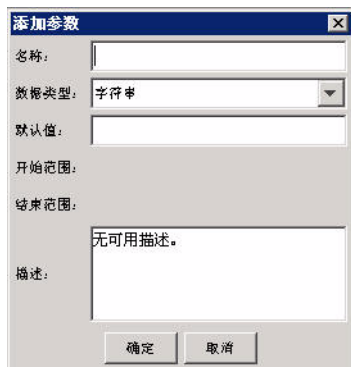 添加参数
名称:
数据类型: 字符串
默认值:
开始范围:
结束范围:
无可用描述。
描述:
确定 取消